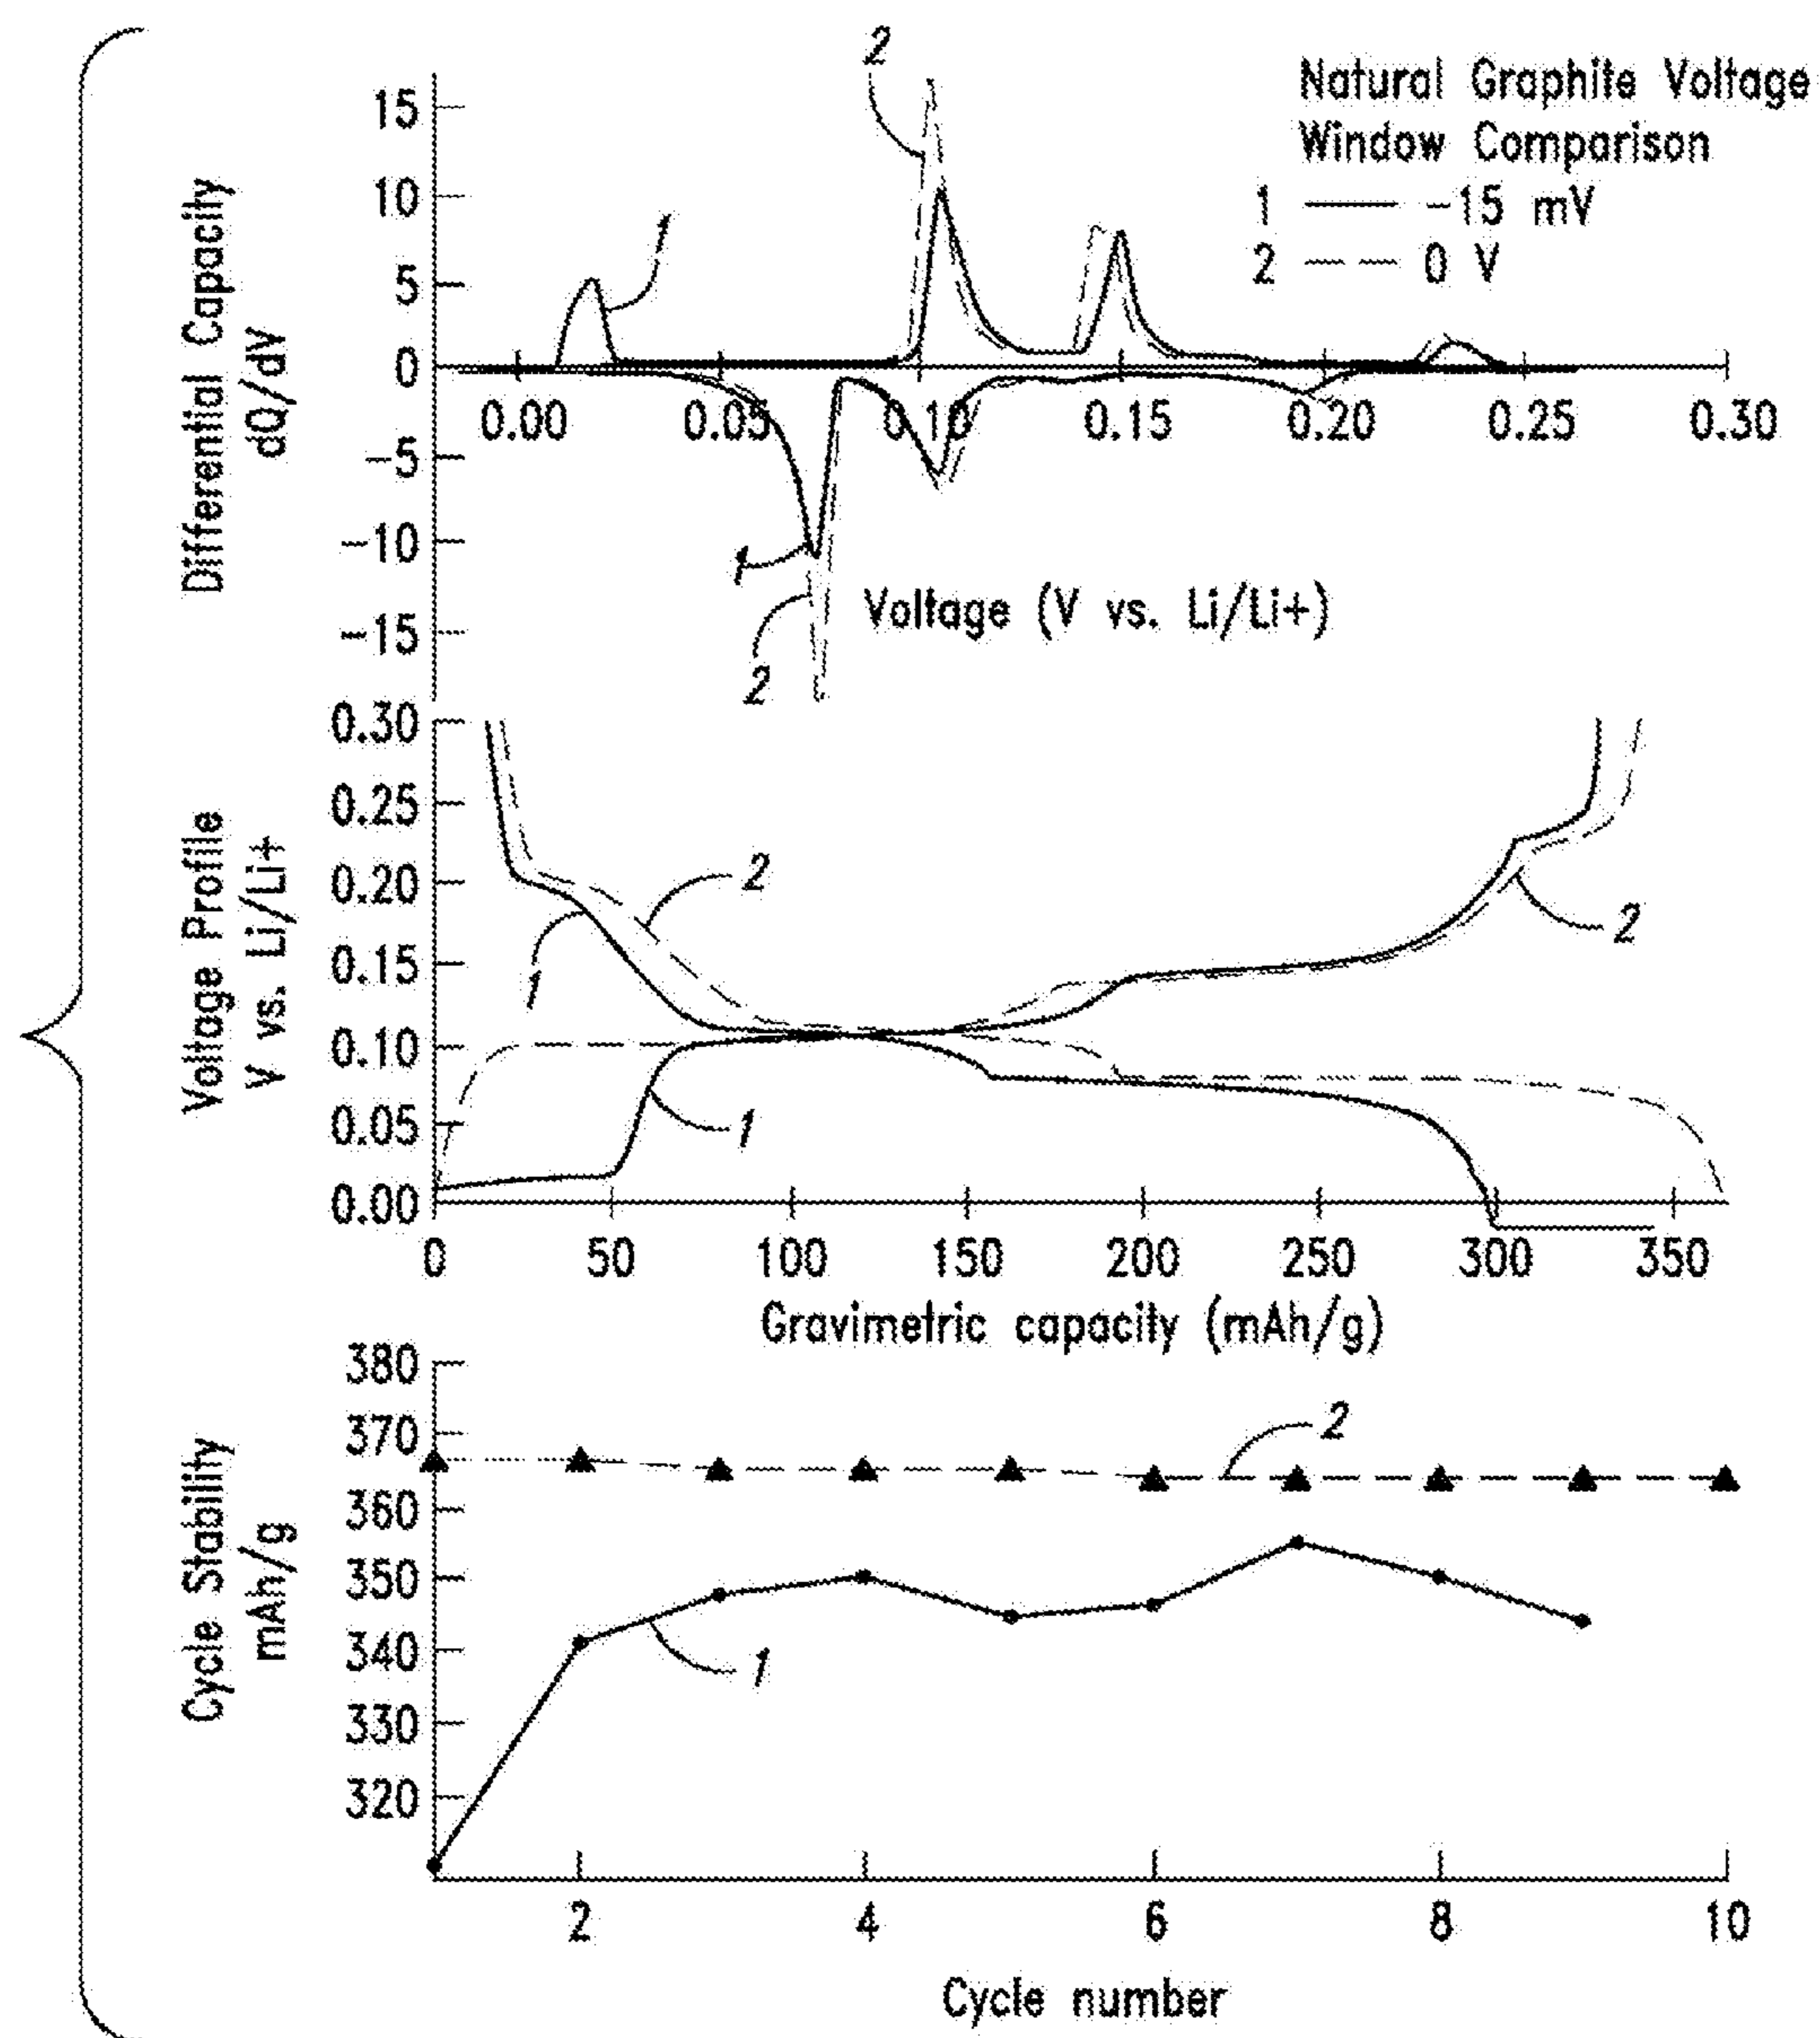 Natural Graphite Voltage
Window Comparison
1 -15 mV
2 0 V
Differential Capacity
dQ/dV
15
10
5
0
-5
-10
-15
0.00 0.05 0.10 0.15 0.20 0.25 0.30
2
1
1
2
Voltage (V vs. Li/Li+)
Voltage Profile
V vs. Li/Li+
0.30
0.25
0.20
0.15
0.10
0.05
0.00
2
1
2
1
0 50 100 150 200 250 300 350
Gravimetric capacity (mAh/g)
Cycle Stability
mAh/g
380
370
360
350
340
330
320
2
1
2 4 6 8 10
Cycle number